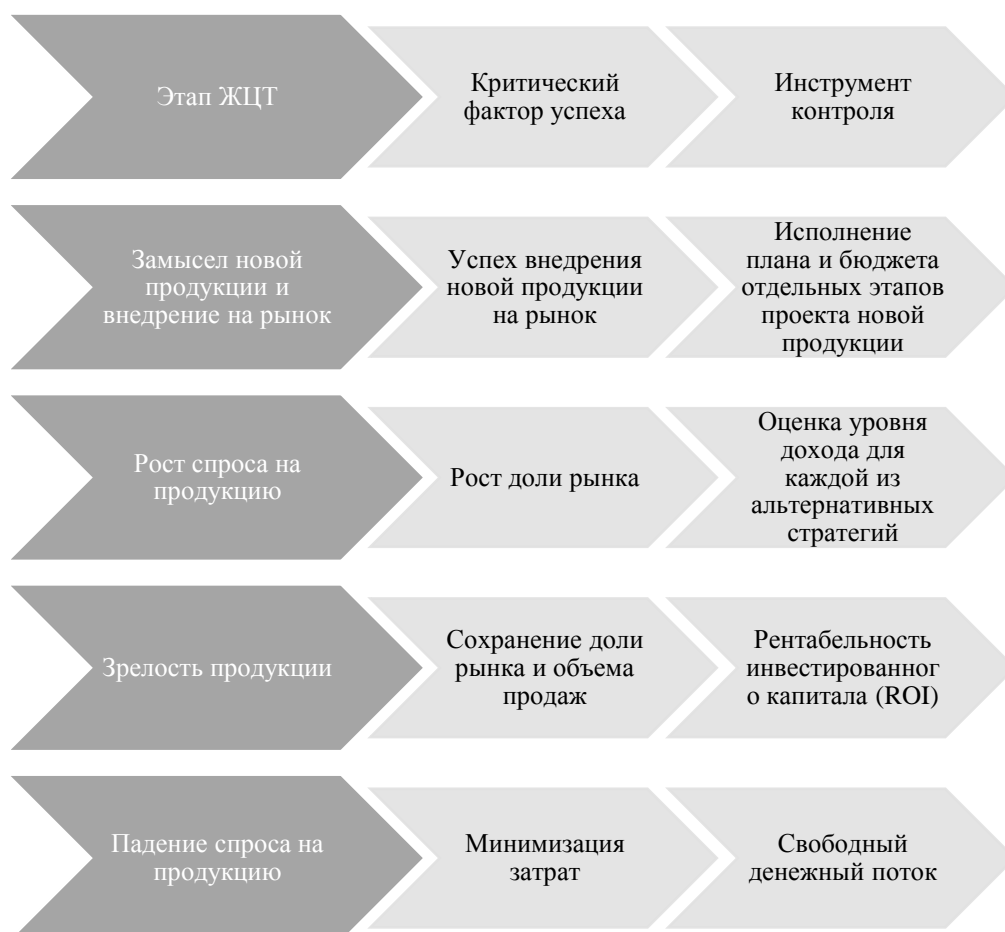 Этап ЖЦТ
Критический
фактор успеха
Инструмент
контроля
Замысел новой
продукции и
внедрение на рынок
Успех внедрения
новой продукции
на рынок
Исполнение
плана и бюджета
отдельных этапов
проекта новой
продукции
Рост спроса на
продукцию
Рост доли рынка
Оценка уровня
дохода для
каждой из
альтернативных
стратегий
Зрелость продукции
Сохранение доли
рынка и объема
продаж
Рентабельность
инвестированног
о капитала (ROI)
Падение спроса на
продукцию
Минимизация
затрат
Свободный
денежный поток